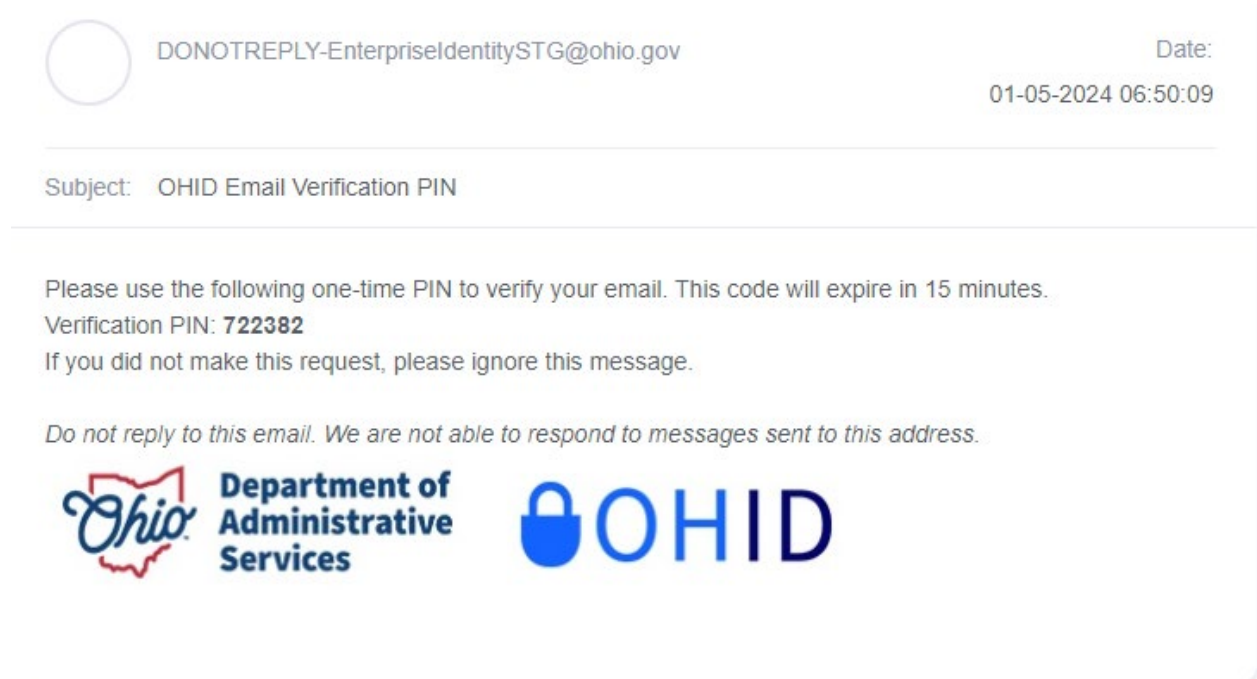 DONOTREPLY-EnterpriseIdentitySTG@ohio.gov
Date:
01-05-2024 06:50:09
Subject: OHID Email Verification PIN
Please use the following one-time PIN to verify your email. This code will expire in 15 minutes.
Verification PIN: 722382
If you did not make this request, please ignore this message.
Do not reply to this email. We are not able to respond to messages sent to this address.
Ohio
Department of
Administrative
Services
OHID